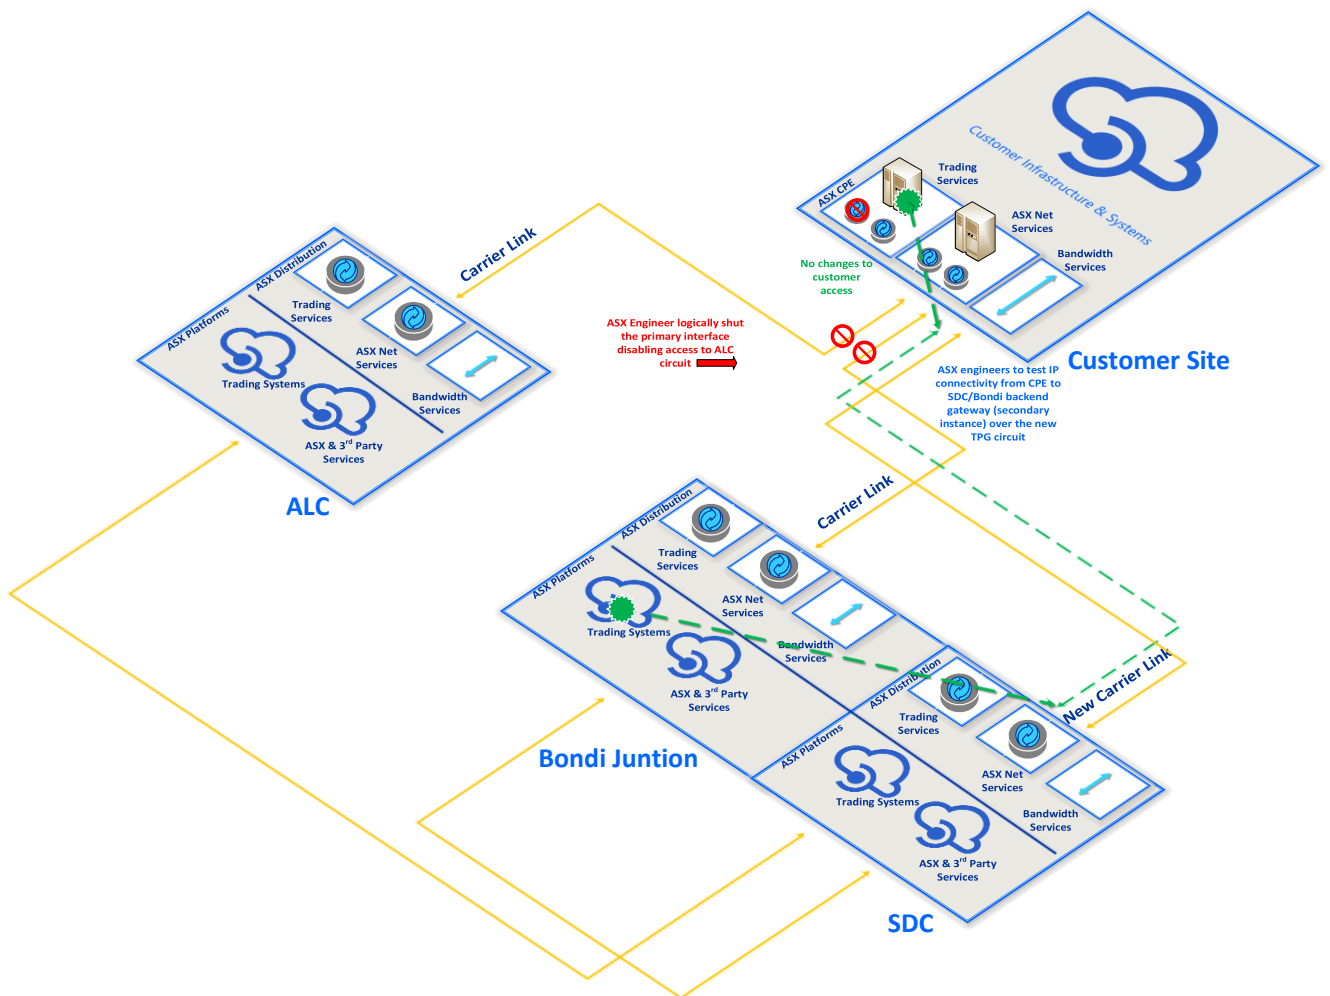 Customer Infrastructure & Systems
ASX CPE
Trading
Services
ASX Net
Services
Bandwidth
Services
No changes to
customer
access
Customer Site
ASX Engineer logically shut
the primary interface
disabling access to ALC
circuit
ASX engineers to test IP
connectivity from CPE to
SDC/Bondi backend
gateway (secondary
instance) over the new
TPG circuit
Carrier Link
ASX Distribution
Trading
Services
ASX Platforms
ASX Net
Services
Trading Systems
Bandwidth
Services
ASX & 3rd Party
Services
ALC
Carrier Link
ASX Distribution
Trading
Services
ASX Platforms
ASX Net
Services
Trading Systems
Bandwidth
Services
ASX & 3rd Party
Services
Bondi Juntion
New Carrier Link
ASX Distribution
Trading
Services
ASX Platforms
ASX Net
Services
Trading Systems
Bandwidth
Services
ASX & 3rd Party
Services
SDC